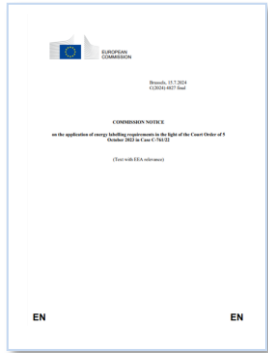 EUROPEAN
COMMISSION
Brussels, 15.7.2024
C(2024) 4827 final
COMMISSION NOTICE
on the application of energy labelling requirements in the light of the Court Order of 5
October 2023 in Case C-761/22
(Text with EEA relevance)
EN
EN